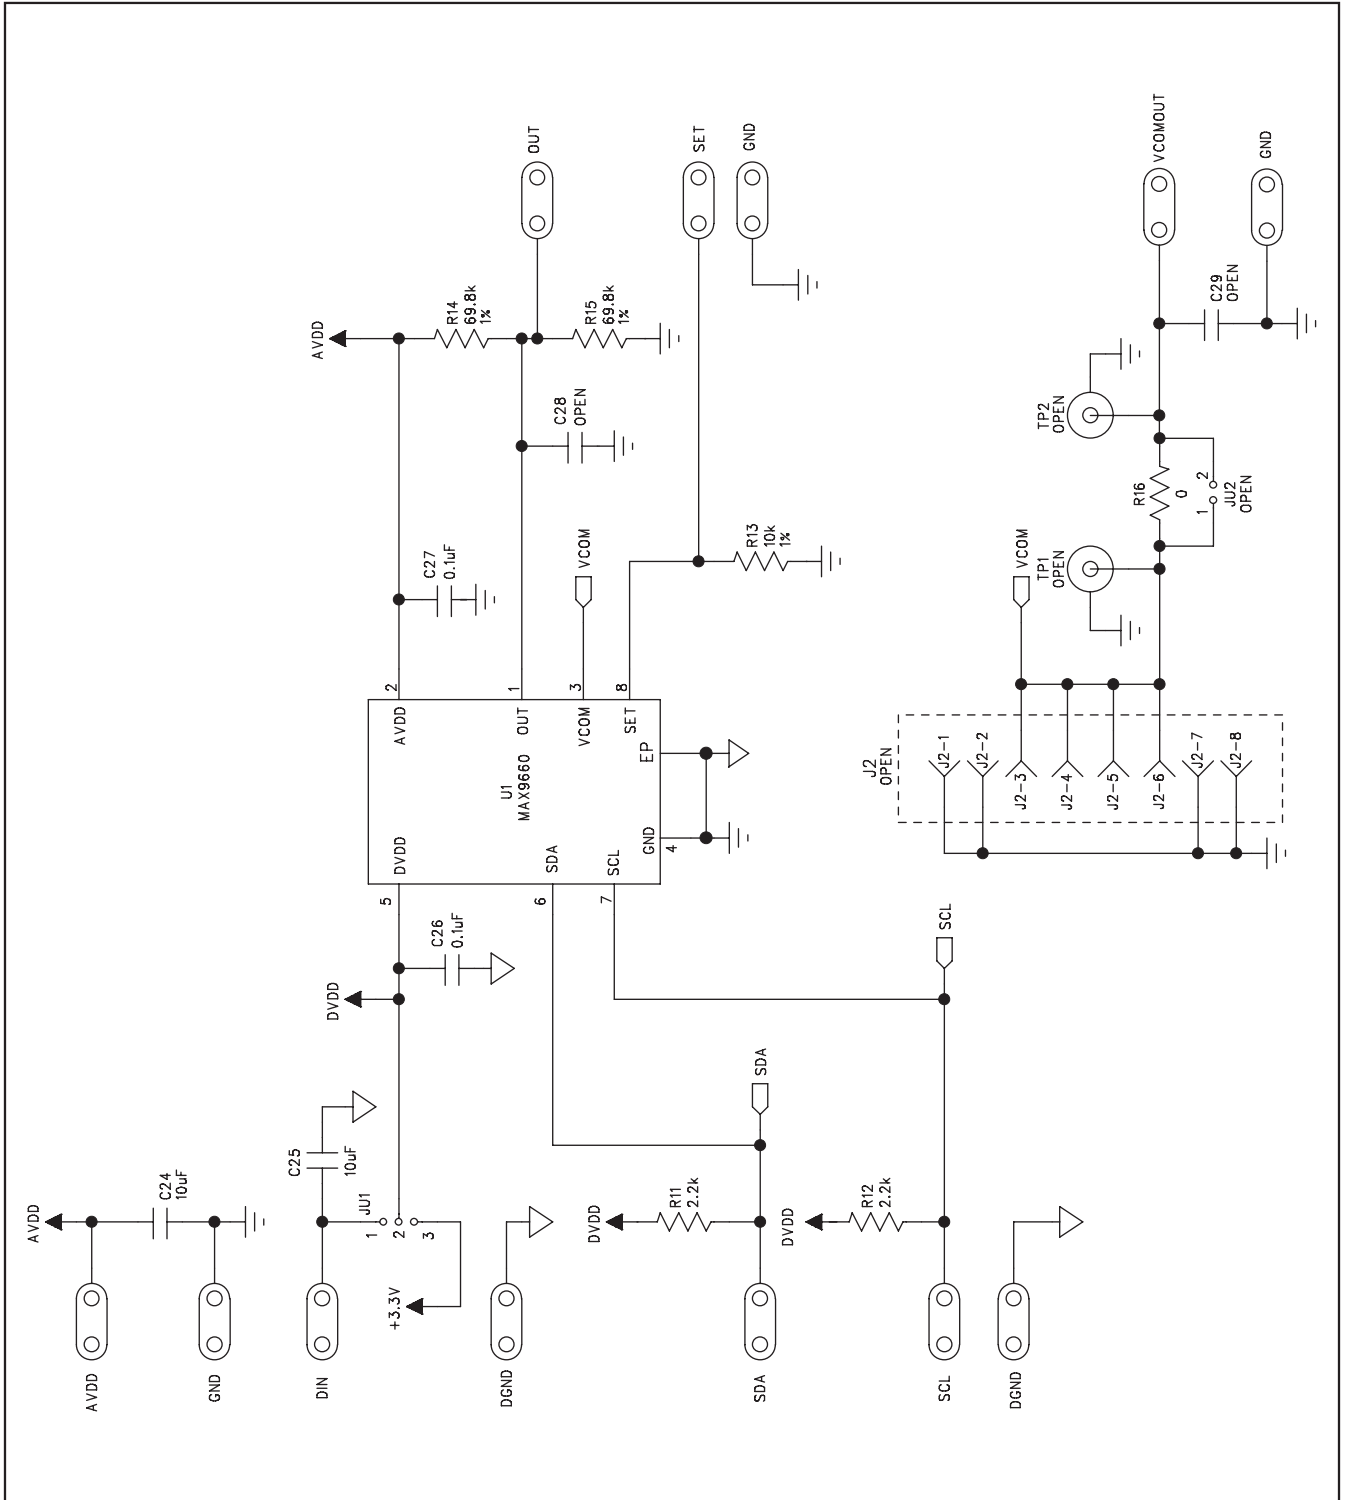 AVDD
C24
10uF
AVDD
GND
C25
10uF
JU1
1
2
3
DIN
+3.3V
DGND
DVDD
C26
0.1uF
DVDD
R11
2.2k
SDA
SDA
DVDD
R12
2.2k
SCL
SCL
DGND
5
DVDD
6
SDA
7
SCL
4
GND
EP
U1
MAX9660
2
AVDD
1
OUT
3
VCOM
8
SET
C27
0.1uF
VCOM
AVDD
R14
69.8k
1%
R15
69.8k
1%
C28
OPEN
OUT
R13
10k
1%
SET
GND
J2
OPEN
J2-1
J2-2
J2-3
J2-4
J2-5
J2-6
J2-7
J2-8
VCOM
TP1
OPEN
R16
0
1
2
JU2
OPEN
TP2
OPEN
C29
OPEN
VCOMOUT
GND